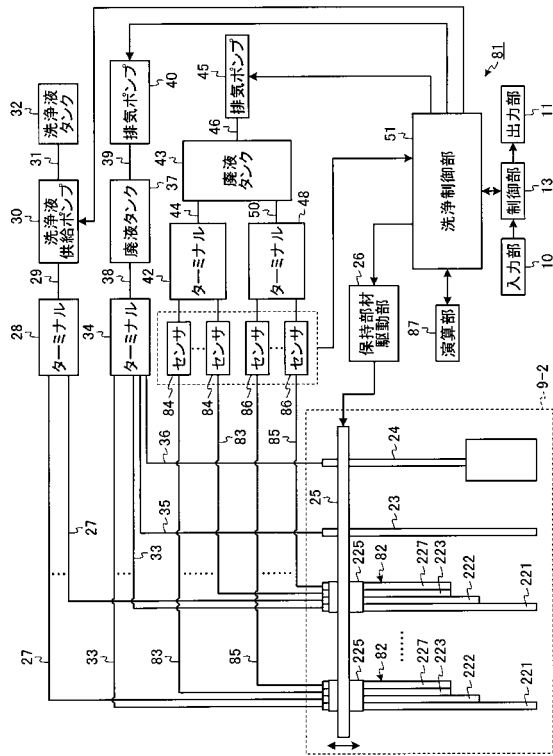 32
洗浄液
タンク
31
30
洗浄液
供給ポンプ
29
28
ターミナル
27
27
40
排気ポンプ
39
37
廃液タンク
38
34
ターミナル
33
33
35
36
45
排気ポンプ
46
43
廃液
タンク
44
50
42
ターミナル
48
ターミナル
センサ
84
センサ
84
センサ
86
センサ
86
83
83
85
85
81
51
洗浄制御部
26
保持部材
駆動部
87
演算部
11
出力部
13
制御部
10
入力部
9-2
25
24
23
225
82
227
223
222
221
225
82
227
223
222
221